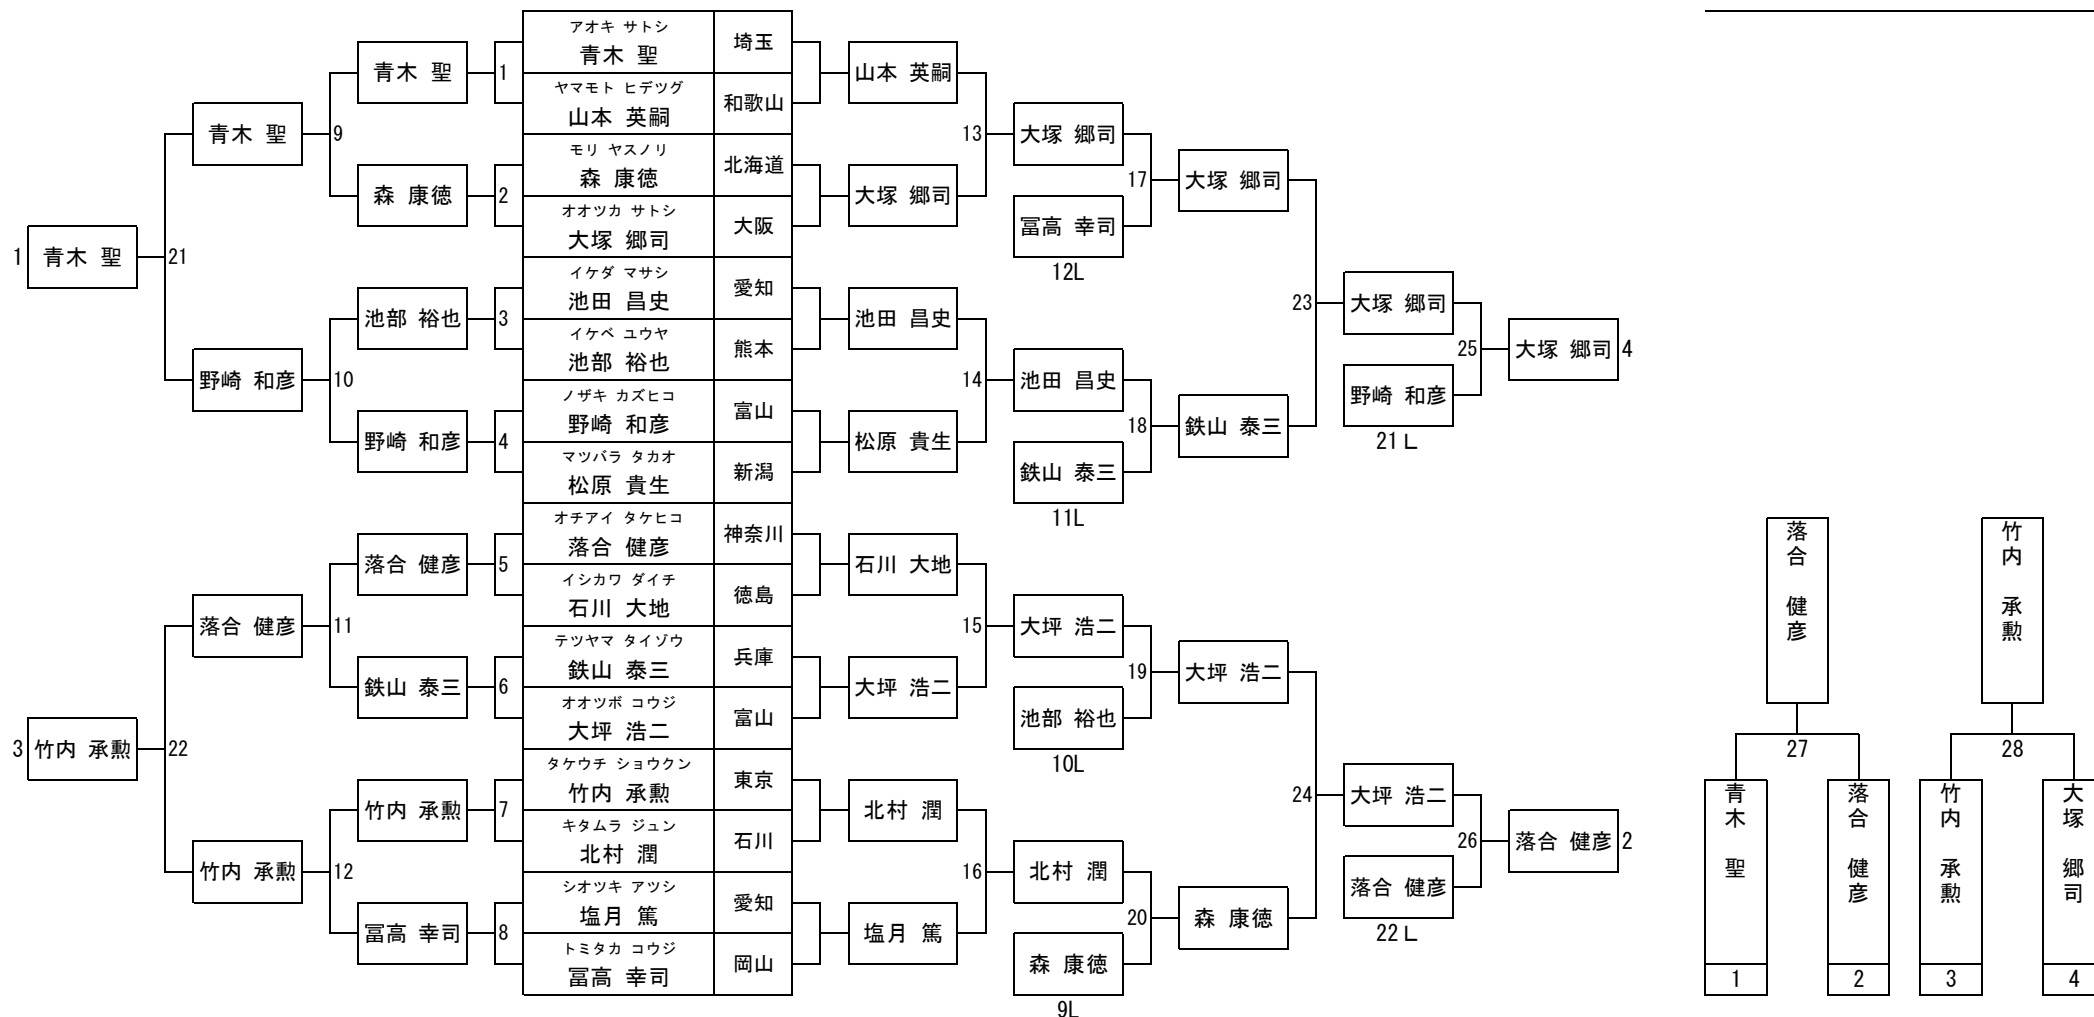 アオキ サトシ
青木 聖
埼玉
ヤマモト ヒデツグ
山本 英嗣
和歌山
モリ ヤスノリ
森 康徳
北海道
オオツカ サトシ
大塚 郷司
大阪
イケダ マサシ
池田 昌史
愛知
イケベ ユウヤ
池部 裕也
熊本
ノザキ カズヒコ
野崎 和彦
富山
マツバラ タカオ
松原 貴生
新潟
オチアイ タケヒコ
落合 健彦
神奈川
イシカワ ダイチ
石川 大地
徳島
テツヤマ タイゾウ
鉄山 泰三
兵庫
オオツボ コウジ
大坪 浩二
富山
タケウチ ショウクン
竹内 承勲
東京
キタムラ ジュン
北村 潤
石川
シオツキ アツシ
塩月 篤
愛知
トミタカ コウジ
冨高 幸司
岡山
青木 聖
1
森 康徳
2
池部 裕也
3
野崎 和彦
4
落合 健彦
5
鉄山 泰三
6
竹内 承勲
7
冨高 幸司
8
青木 聖
9
野崎 和彦
10
落合 健彦
11
竹内 承勲
12
1
青木 聖
21
3
竹内 承勲
22
山本 英嗣
大塚 郷司
13
池田 昌史
松原 貴生
14
石川 大地
大坪 浩二
15
北村 潤
塩月 篤
16
大塚 郷司
冨高 幸司
12L
17
池田 昌史
鉄山 泰三
11L
18
大坪 浩二
池部 裕也
10L
19
北村 潤
森 康徳
9L
20
大塚 郷司
鉄山 泰三
23
大坪 浩二
森 康徳
24
大塚 郷司
野崎 和彦
21 L
25
大坪 浩二
落合 健彦
22 L
26
大塚 郷司
4
落合 健彦
2
落合 健彦
27
青木 聖
1
落合 健彦
2
竹内 承勲
28
竹内 承勲
3
大塚 郷司
4